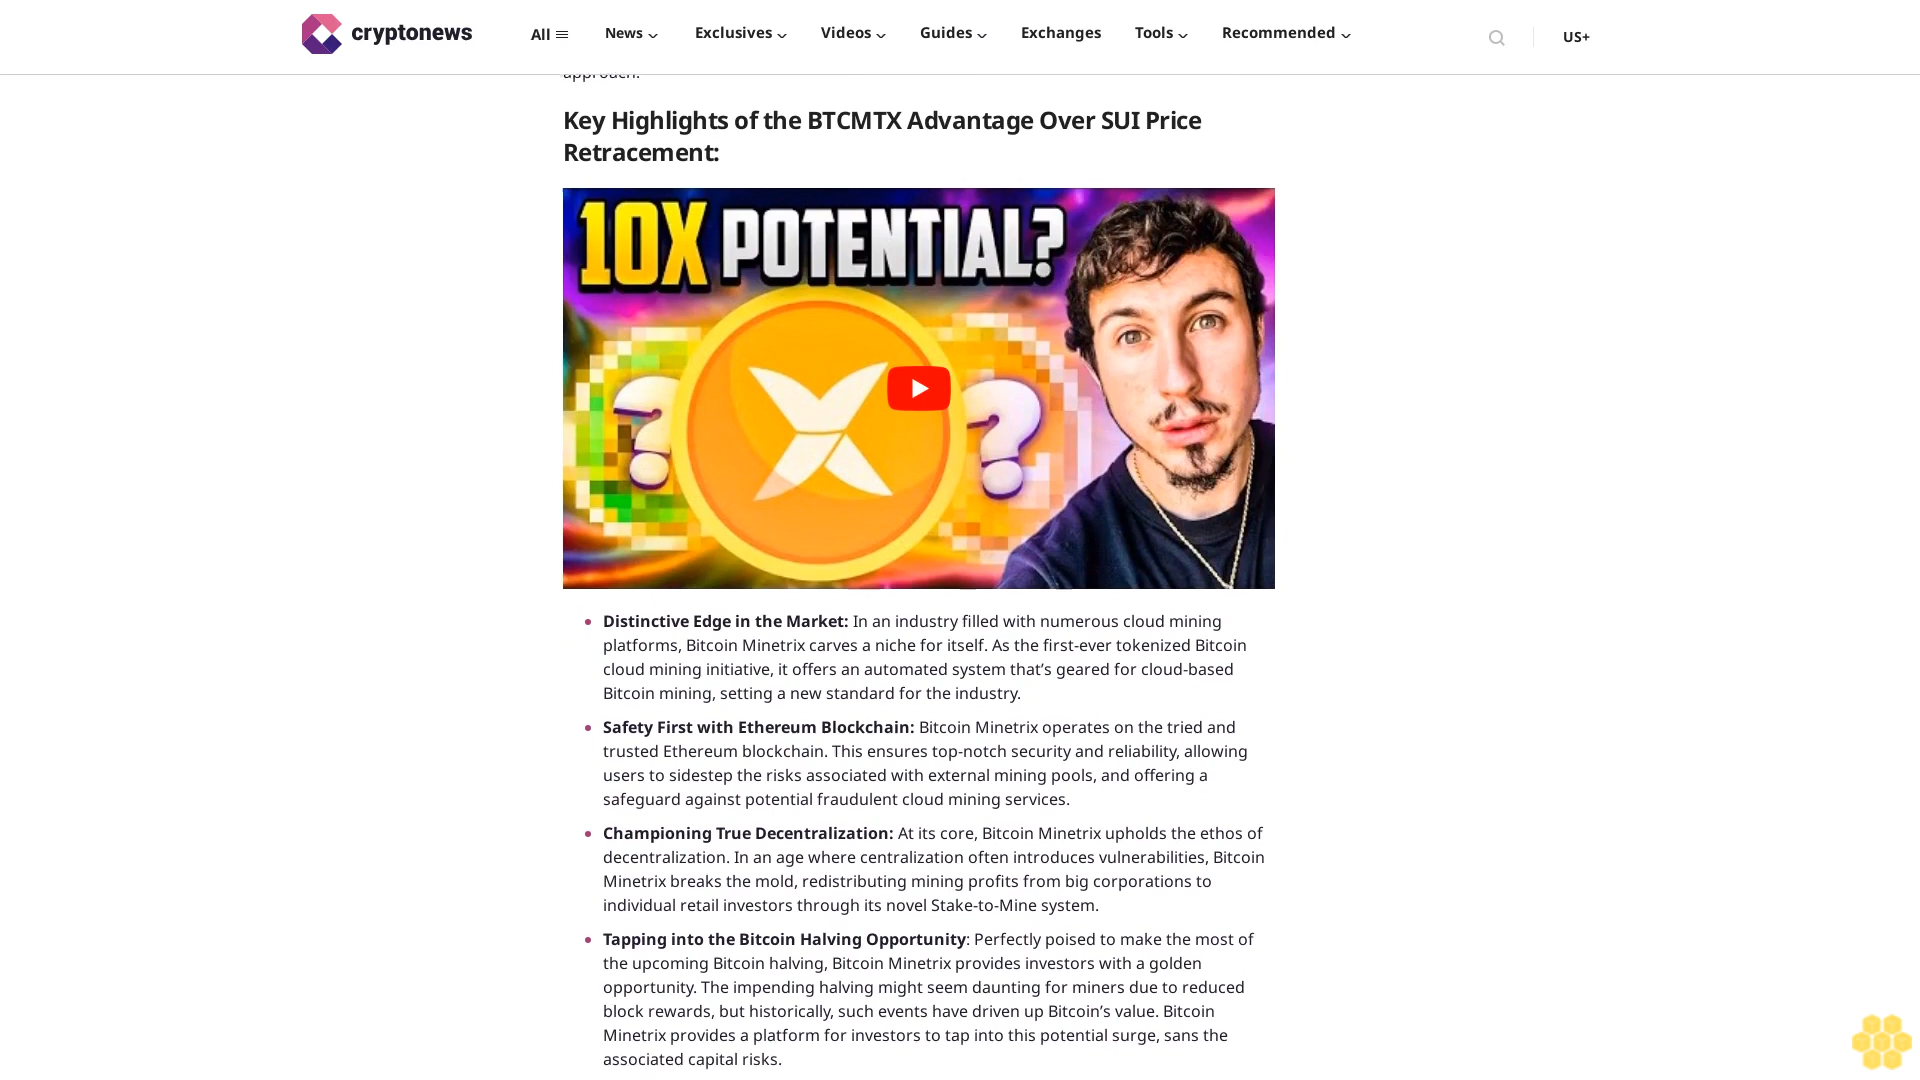 cryptonews
All
News
Exclusives
Videos
Guides
Exchanges
Tools
Recommended
US+
approach.
Key Highlights of the BTCMTX Advantage Over SUI Price
Retracement:
10X POTENTIAL?
? ?
Distinctive Edge in the Market: In an industry filled with numerous cloud mining
platforms, Bitcoin Minetrix carves a niche for itself. As the first-ever tokenized Bitcoin
cloud mining initiative, it offers an automated system that’s geared for cloud-based
Bitcoin mining, setting a new standard for the industry.
Safety First with Ethereum Blockchain: Bitcoin Minetrix operates on the tried and
trusted Ethereum blockchain. This ensures top-notch security and reliability, allowing
users to sidestep the risks associated with external mining pools, and offering a
safeguard against potential fraudulent cloud mining services.
Championing True Decentralization: At its core, Bitcoin Minetrix upholds the ethos of
decentralization. In an age where centralization often introduces vulnerabilities, Bitcoin
Minetrix breaks the mold, redistributing mining profits from big corporations to
individual retail investors through its novel Stake-to-Mine system.
Tapping into the Bitcoin Halving Opportunity: Perfectly poised to make the most of
the upcoming Bitcoin halving, Bitcoin Minetrix provides investors with a golden
opportunity. The impending halving might seem daunting for miners due to reduced
block rewards, but historically, such events have driven up Bitcoin’s value. Bitcoin
Minetrix provides a platform for investors to tap into this potential surge, sans the
associated capital risks.